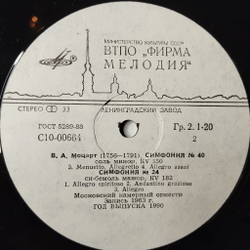 МИНИСТЕРСТВО КУЛЬТУРЫ СССР
ВТПО „ФИРМА
МЕЛОДИЯ"
СТЕРЕО 33
ЛЕНИНГРАДСКИЙ ЗАВОД
ГОСТ 5289-88
Гр. 2. 1-20
С10-00664
2
В. А. Моцарт (1756—1791). СИМФОНИЯ № 40
соль минор, KV 550
3. Menuetto, Allegretto 4. Allegro assai
СИМФОНИЯ № 24
си-бемоль мажор, KV 182
1. Allegro spiritoso 2. Andantino grazioso
3. Allegro
Московский камерный оркестр
Запись 1963 г.
ГОД ВЫПУСКА 1990